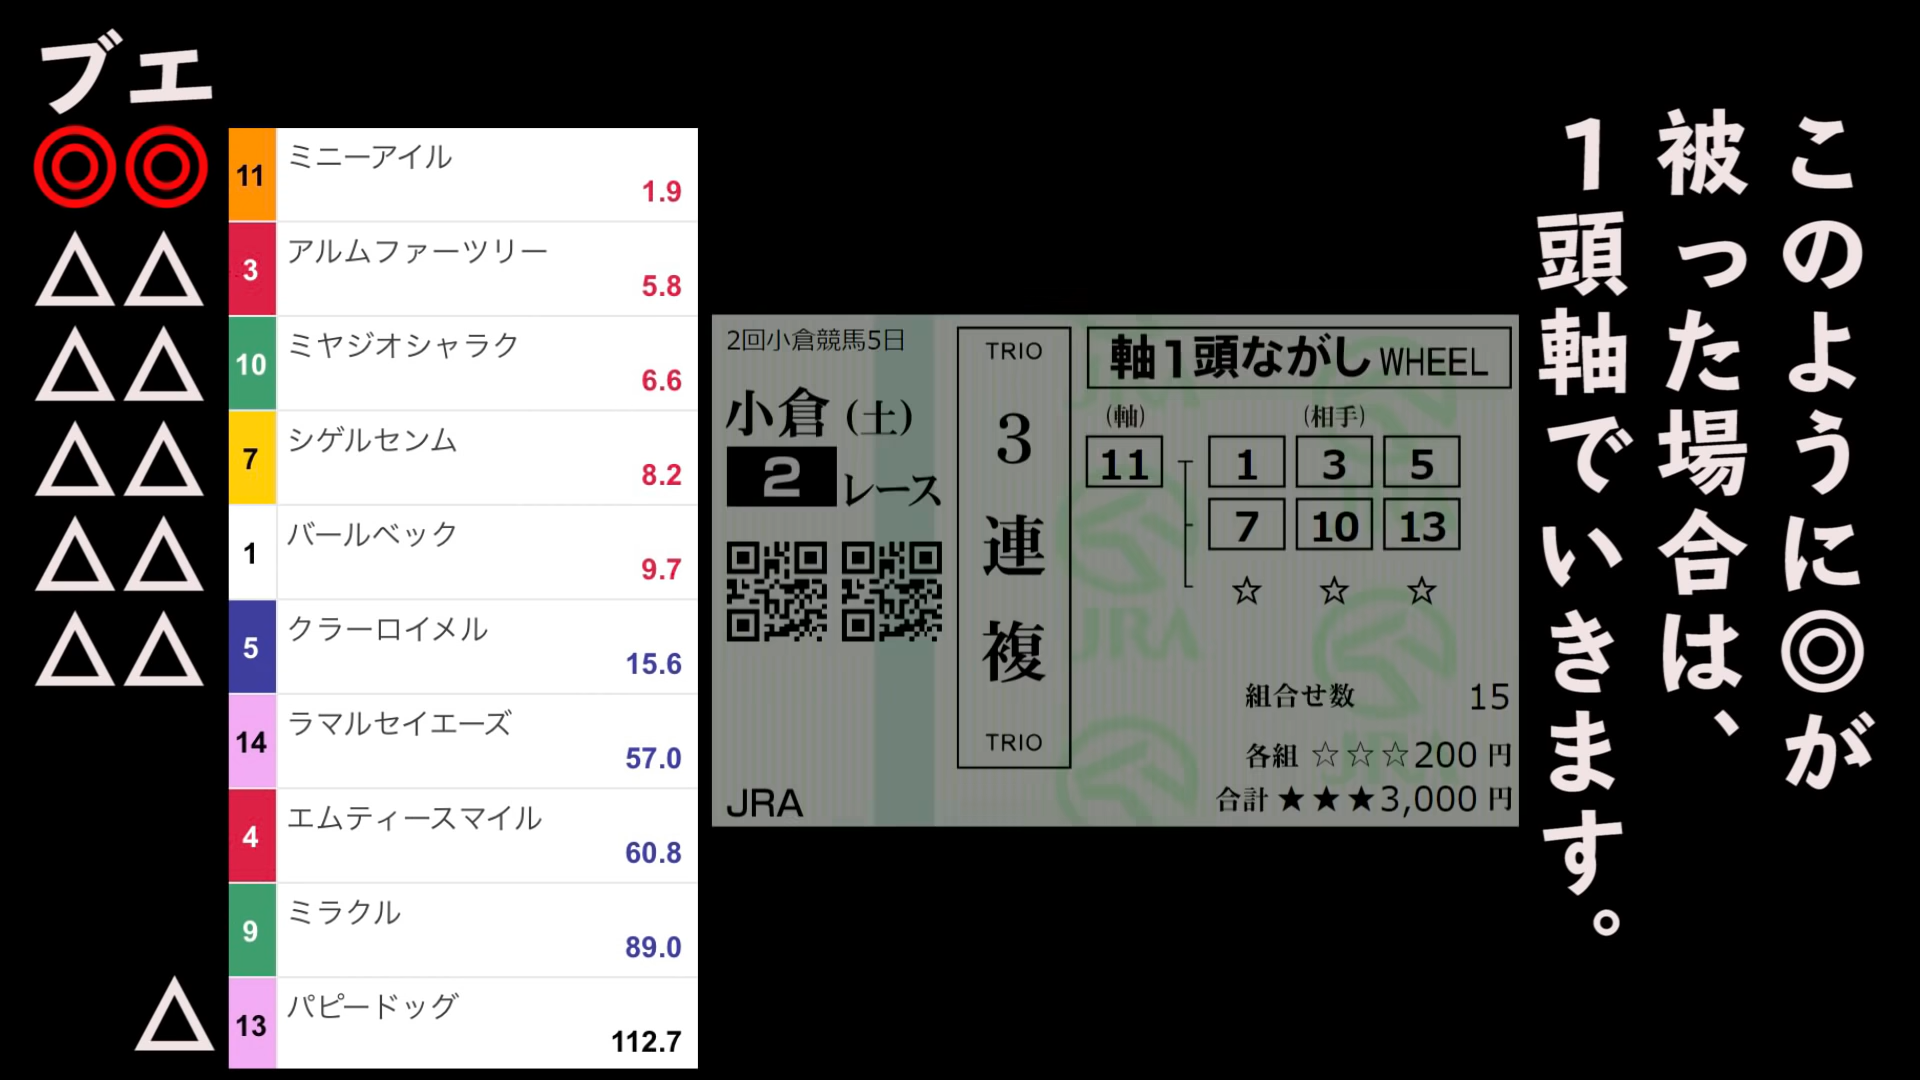 ブエ
◎◎
11 ミニーアイル 1.9
△△
3 アルムファーツリー 5.8
△△
10 ミヤジオシャラク 6.6
△△
7 シゲルセンム 8.2
△△
1 バールベック 9.7
△△
5 クラーロイメル 15.6
14 ラマルセイエーズ 57.0
4 エムティースマイル 60.8
9 ミラクル 89.0
△
13 パピードッグ 112.7
2回小倉競馬5日
小倉(土)
2レース
JRA
TRIO
3連複
TRIO
軸1頭ながし WHEEL
(軸) (相手)
11 1 3 5
7 10 13
☆ ☆ ☆
組合せ数 15
各組 ☆☆☆200円
合計 ★★★3,000円
JRA
JRA
このように◎が
被った場合は、
1頭軸でいきます。